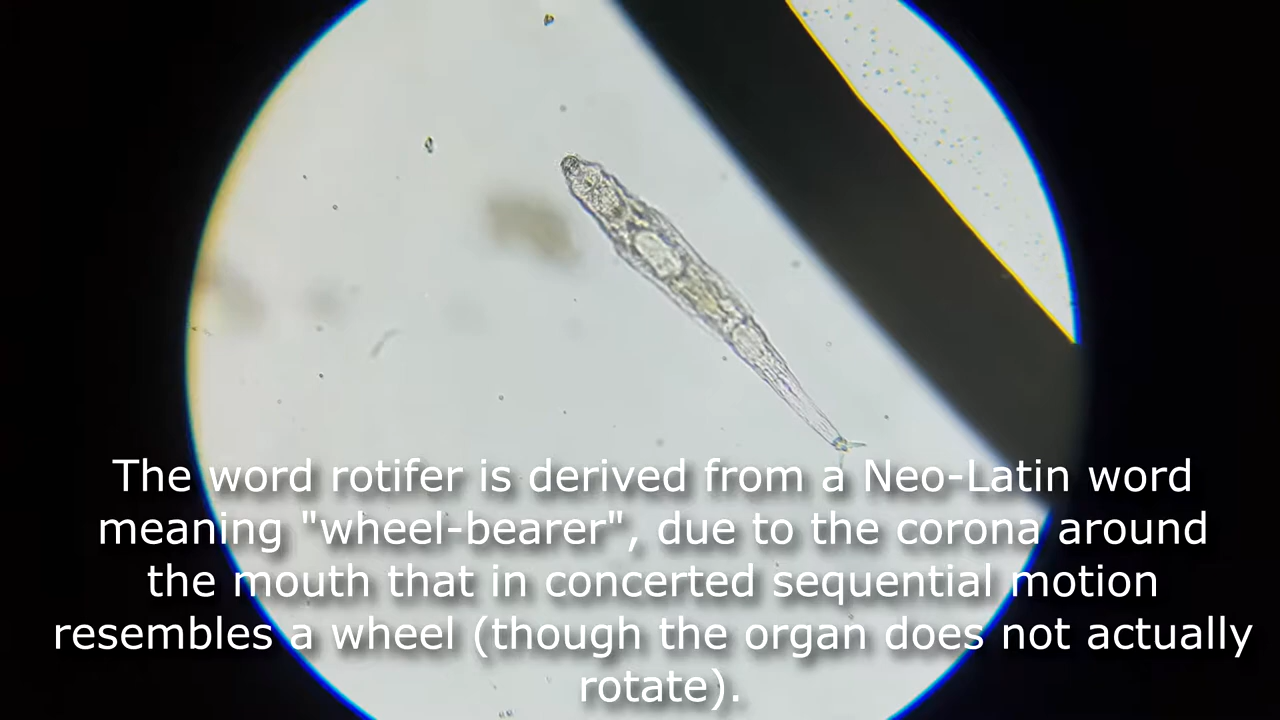 The word rotifer is derived from a Neo-Latin word
meaning "wheel-bearer", due to the corona around
the mouth that in concerted sequential motion
resembles a wheel (though the organ does not actually
rotate).